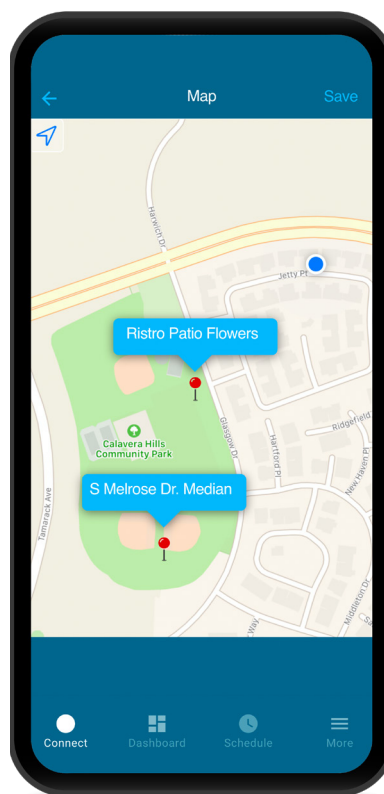 Map
Save
Harwich Dr
Jetty Pl
Ristro Patio Flowers
Calavera Hills
Community Park
Glasgow Dr
Hartford Pl
Ridgefield
New Haven Pl
S Melrose Dr. Median
Tamarack Ave
Middleton Dr
Way
Connect
Dashboard
Schedule
More